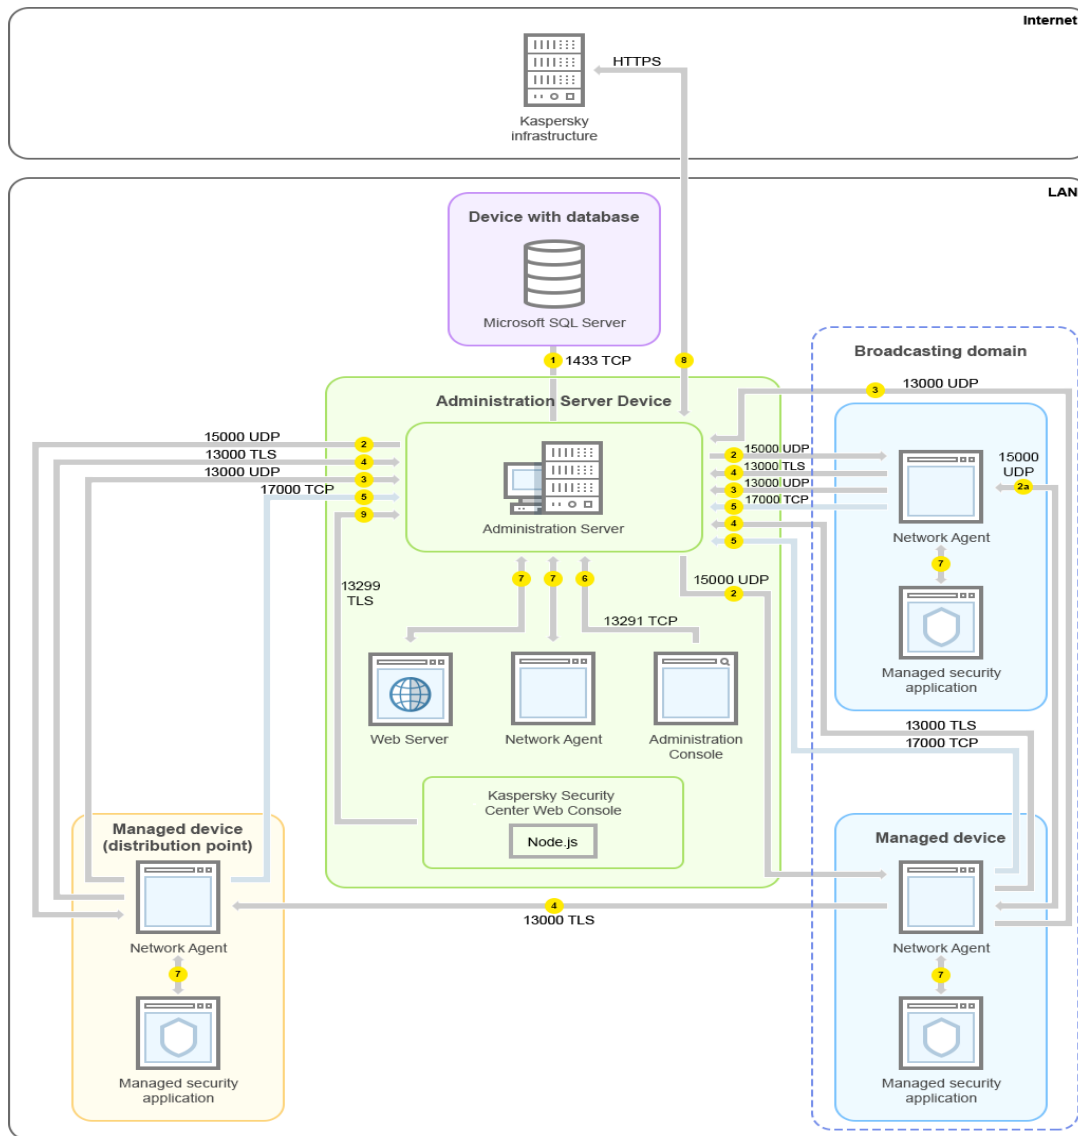 Internet
HTTPS
Kaspersky
infrastructure
LAN
Device with database
Microsoft SQL Server
1
1433 TCP
8
Broadcasting domain
3
13000 UDP
Administration Server Device
15000 UDP
2
13000 TLS
4
13000 UDP
3
17000 TCP
5
9
Administration Server
2
15000 UDP
4
13000 TLS
3
13000 UDP
5
17000 TCP
4
5
15000
UDP
2a
Network Agent
7
Managed security
application
13299
TLS
7
7
6
13291 TCP
15000 UDP
2
Web Server
Network Agent
Administration
Console
13000 TLS
17000 TCP
Kaspersky Security
Center Web Console
Node.js
Managed device
(distribution point)
Network Agent
7
Managed security
application
4
13000 TLS
Managed device
Network Agent
7
Managed security
application